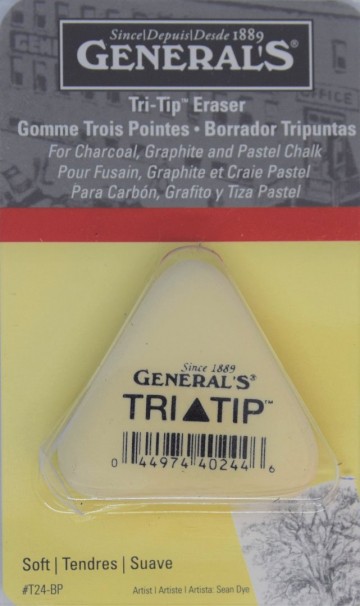 Since|Depuis|Desde 1889
GENERAL'S®
Tri-Tip™ Eraser
Gomme Trois Pointes • Borrador Tripuntas
For Charcoal, Graphite and Pastel Chalk
Pour Fusain, Graphite et Craie Pastel
Para Carbón, Grafito y Tiza Pastel
OFFICE
Since 1889
GENERAL'S®
TRI▲TIP™
0 44974 40244 6
Soft | Tendres | Suave
#T24-BP
Artist | Artiste | Artista: Sean Dye